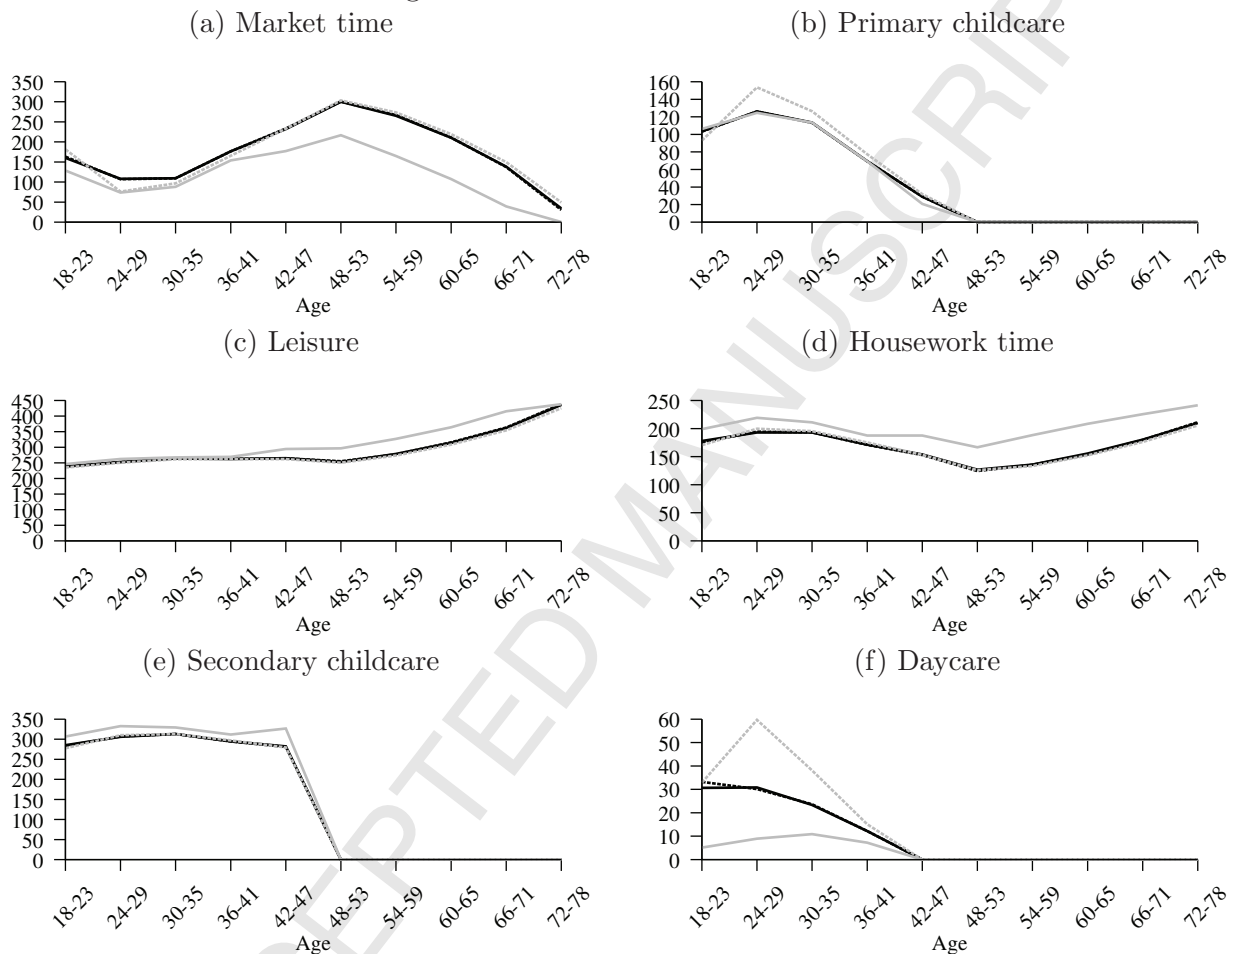 (a) Market time
350
300
250
200
150
100
50
0
18-23 24-29 30-35 36-41 42-47 48-53 54-59 60-65 66-71 72-78
Age
(b) Primary childcare
160
140
120
100
80
60
40
20
0
18-23 24-29 30-35 36-41 42-47 48-53 54-59 60-65 66-71 72-78
Age
(c) Leisure
450
400
350
300
250
200
150
100
50
0
18-23 24-29 30-35 36-41 42-47 48-53 54-59 60-65 66-71 72-78
Age
(d) Housework time
250
200
150
100
50
0
18-23 24-29 30-35 36-41 42-47 48-53 54-59 60-65 66-71 72-78
Age
(e) Secondary childcare
350
300
250
200
150
100
50
0
18-23 24-29 30-35 36-41 42-47 48-53 54-59 60-65 66-71 72-78
Age
(f) Daycare
60
50
40
30
20
10
0
18-23 24-29 30-35 36-41 42-47 48-53 54-59 60-65 66-71 72-78
Age
CEPTED MANUSCRIP